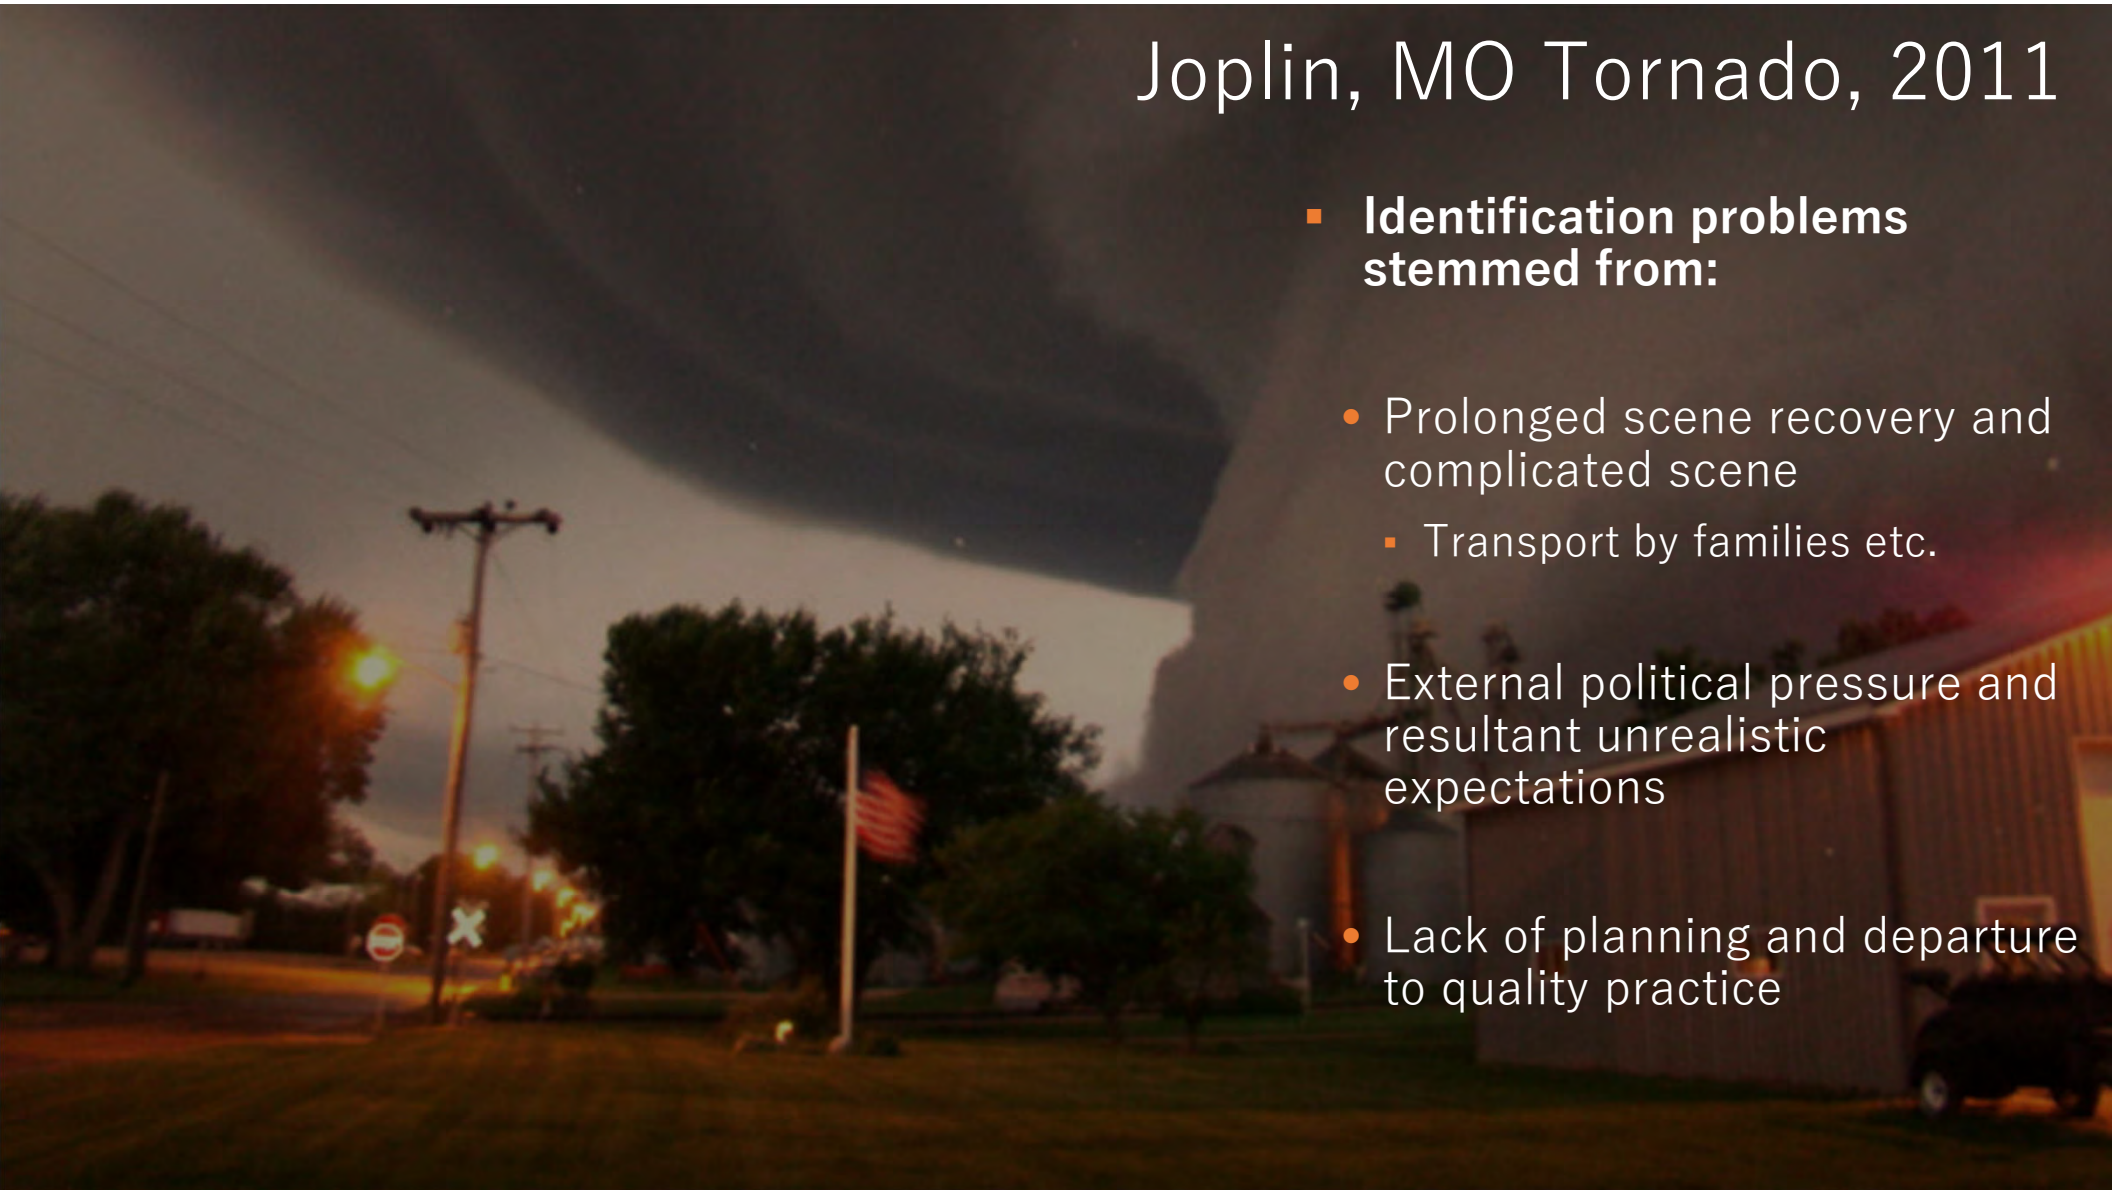 Joplin, MO Tornado, 2011
Identification problems
stemmed from:
Prolonged scene recovery and
complicated scene
Transport by families etc.
External political pressure and
resultant unrealistic
expectations
Lack of planning and departure
to quality practice